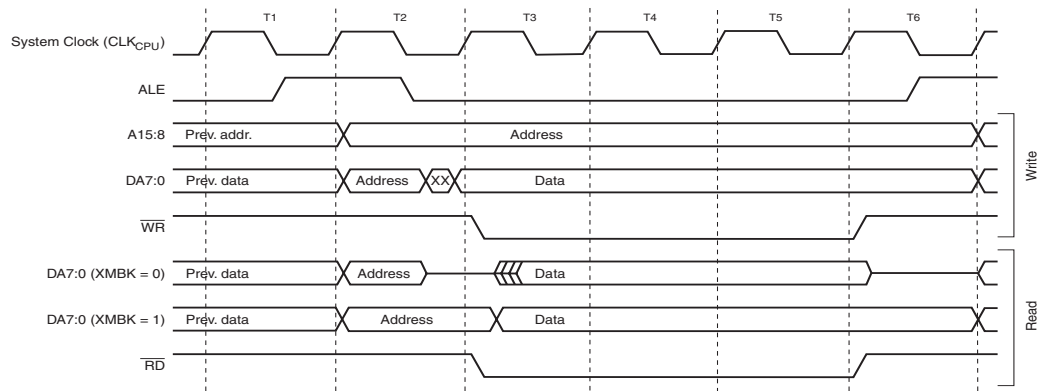 T1 T2 T3 T4 T5 T6
System Clock (CLKCPU)
ALE
A15:8 Prev. addr. Address
DA7:0 Prev. data Address XX Data
WR
Write
DA7:0 (XMBK = 0) Prev. data Address Data
DA7:0 (XMBK = 1) Prev. data Address Data
RD
Read